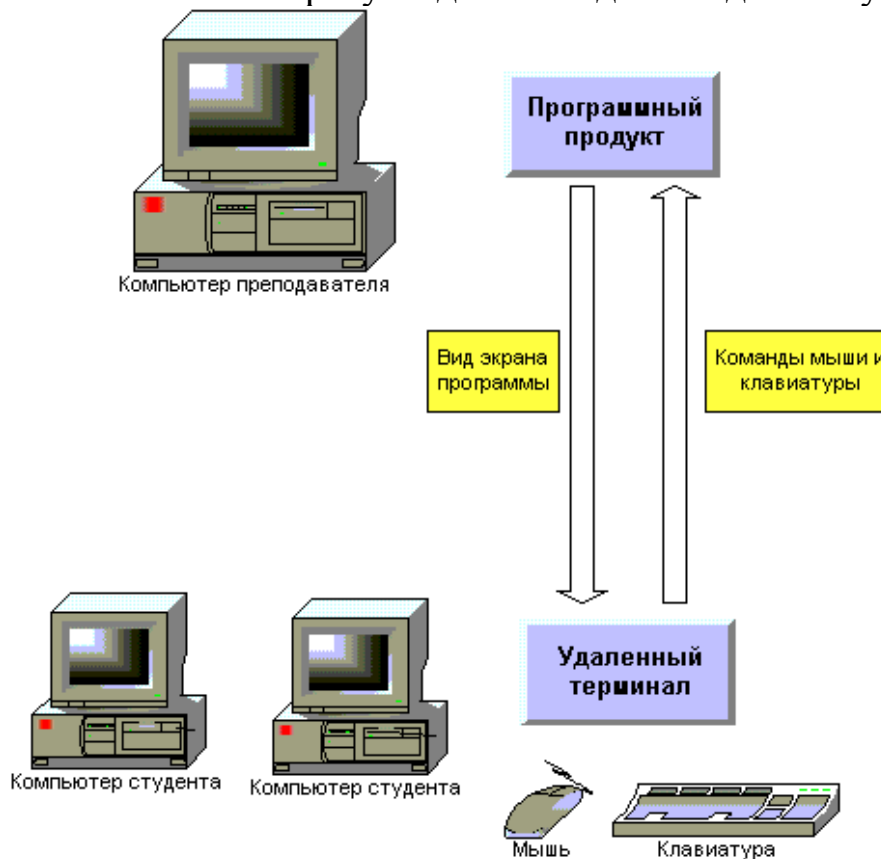 Программный
продукт
Компьютер преподавателя
Вид экрана
программы
Команды мыши и
клавиатуры
Удаленный
терминал
Компьютер студента
Компьютер студента
Мышь
Клавиатура